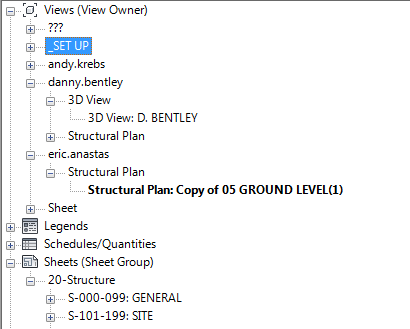 Views (View Owner)
???
_SET UP
andy.krebs
danny.bentley
3D View
3D View: D. BENTLEY
Structural Plan
eric.anastas
Structural Plan
Structural Plan: Copy of 05 GROUND LEVEL(1)
Sheet
Legends
Schedules/Quantities
Sheets (Sheet Group)
20-Structure
S-000-099: GENERAL
S-101-199: SITE